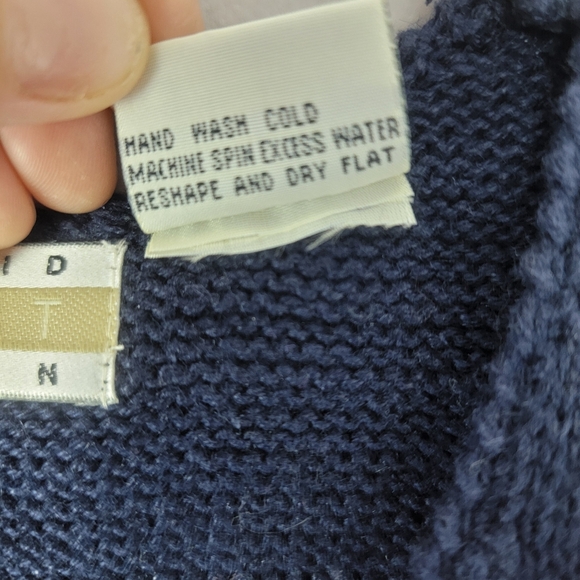 HAND WASH COLD
MACHINE SPIN EXCESS WATER
RESHAPE AND DRY FLAT
I D
T
N